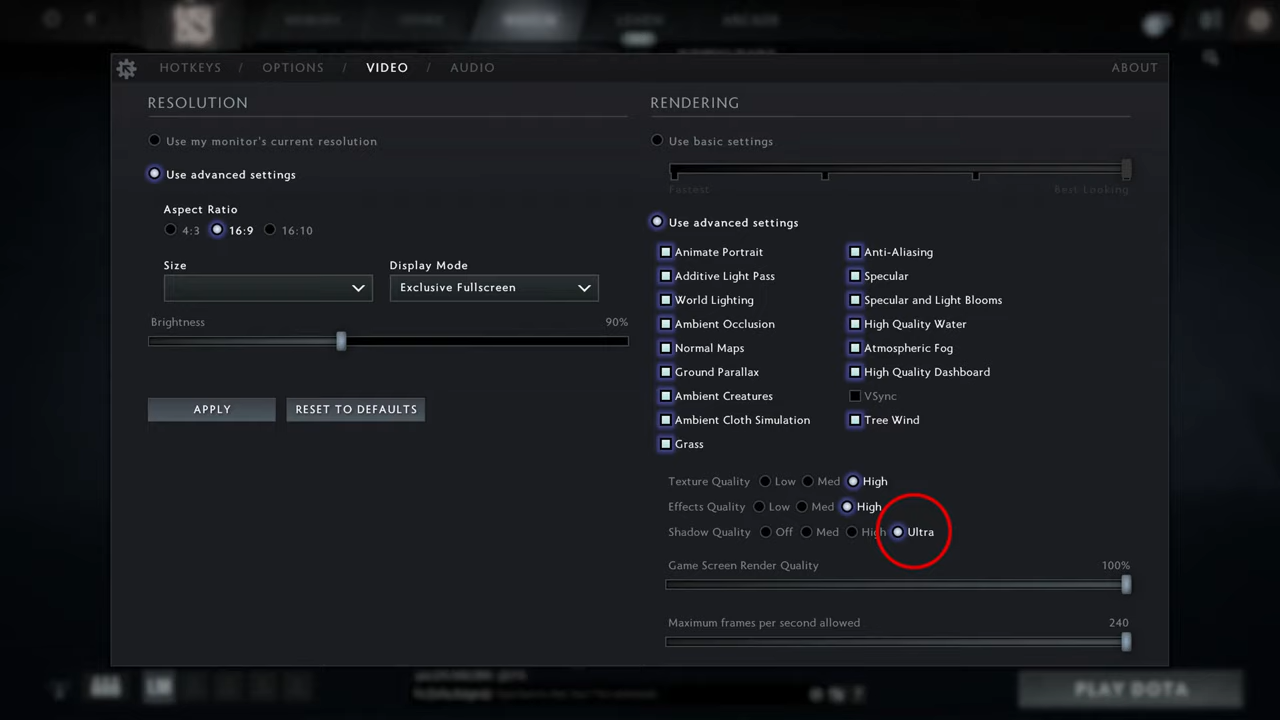 HOTKEYS / OPTIONS / VIDEO / AUDIO
ABOUT
RESOLUTION
Use my monitor's current resolution
Use advanced settings
Aspect Ratio
4:3 16:9 16:10
Size
Display Mode
Exclusive Fullscreen
Brightness 90%
APPLY
RESET TO DEFAULTS
RENDERING
Use basic settings
Fastest Best Looking
Use advanced settings
Animate Portrait
Additive Light Pass
World Lighting
Ambient Occlusion
Normal Maps
Ground Parallax
Ambient Creatures
Ambient Cloth Simulation
Grass
Anti-Aliasing
Specular
Specular and Light Blooms
High Quality Water
Atmospheric Fog
High Quality Dashboard
VSync
Tree Wind
Texture Quality Low Med High
Effects Quality Low Med High
Shadow Quality Off Med High Ultra
Game Screen Render Quality 100%
Maximum frames per second allowed 240
PLAY DOTA